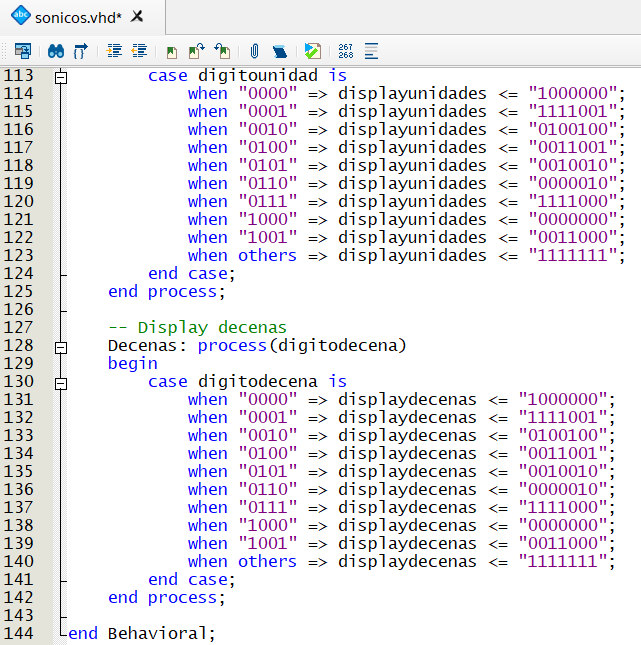 abc sonicos.vhd*
267
268
113 case digitounidad is
114 when "0000" => displayunidades <= "1000000";
115 when "0001" => displayunidades <= "1111001";
116 when "0010" => displayunidades <= "0100100";
117 when "0100" => displayunidades <= "0011001";
118 when "0101" => displayunidades <= "0010010";
119 when "0110" => displayunidades <= "0000010";
120 when "0111" => displayunidades <= "1111000";
121 when "1000" => displayunidades <= "0000000";
122 when "1001" => displayunidades <= "0011000";
123 when others => displayunidades <= "1111111";
124 end case;
125 end process;
126
127 -- Display decenas
128 Decenas: process(digitodecena)
129 begin
130 case digitodecena is
131 when "0000" => displaydecenas <= "1000000";
132 when "0001" => displaydecenas <= "1111001";
133 when "0010" => displaydecenas <= "0100100";
134 when "0100" => displaydecenas <= "0011001";
135 when "0101" => displaydecenas <= "0010010";
136 when "0110" => displaydecenas <= "0000010";
137 when "0111" => displaydecenas <= "1111000";
138 when "1000" => displaydecenas <= "0000000";
139 when "1001" => displaydecenas <= "0011000";
140 when others => displaydecenas <= "1111111";
141 end case;
142 end process;
143
144 end Behavioral;